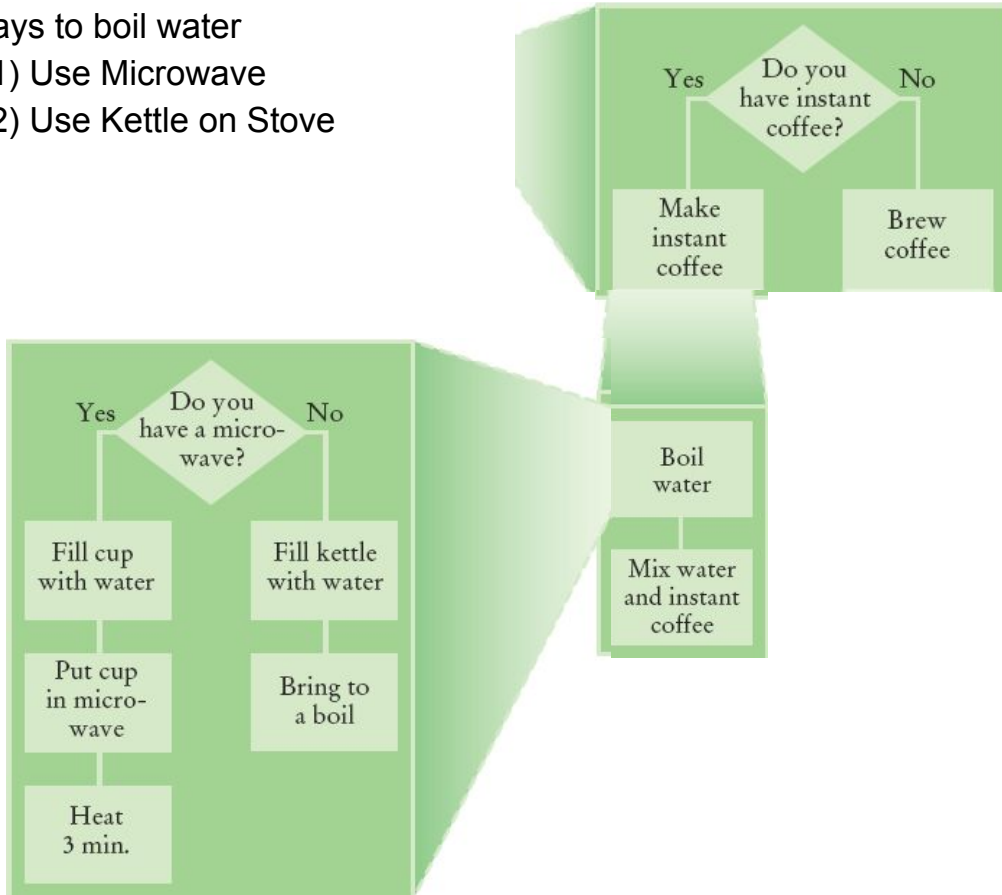 ays to boil water
1) Use Microwave
2) Use Kettle on Stove
Do you
have instant
coffee?
Yes
No
Make
instant
coffee
Brew
coffee
Boil
water
Mix water
and instant
coffee
Do you
have a micro-
wave?
Yes
No
Fill cup
with water
Put cup
in micro-
wave
Heat
3 min.
Fill kettle
with water
Bring to
a boil